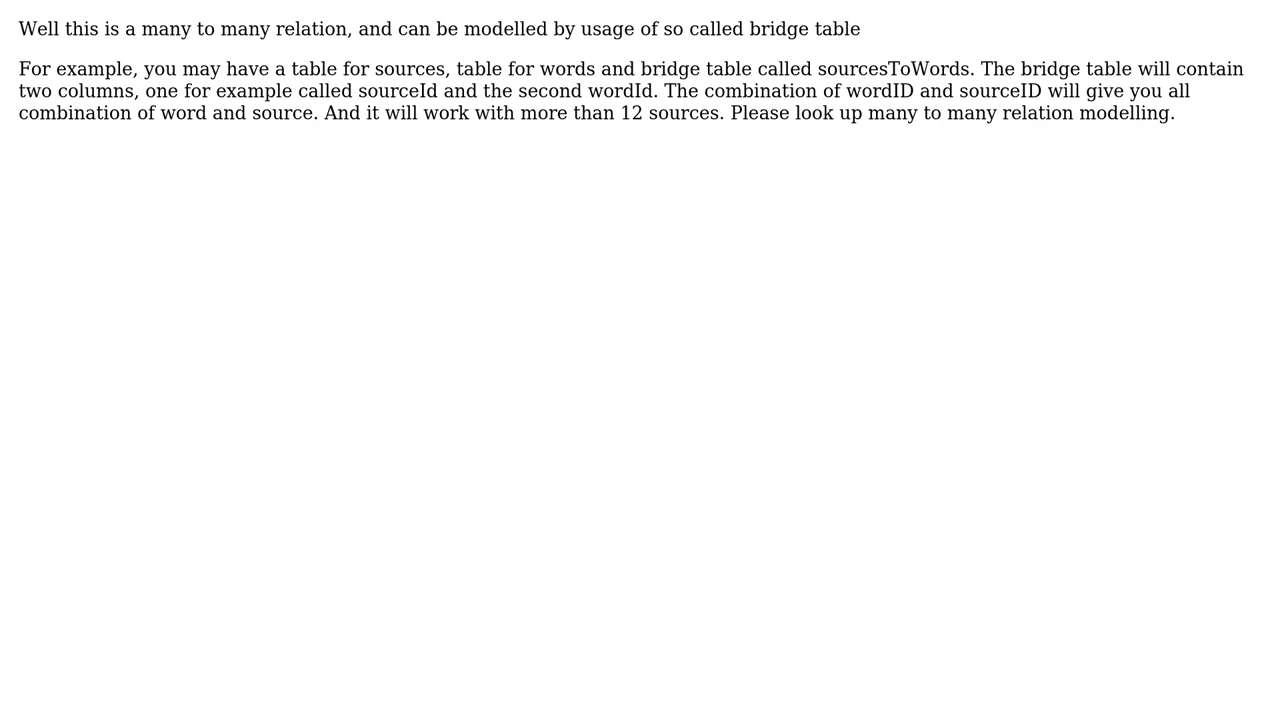 Well this is a many to many relation, and can be modelled by usage of so called bridge table
For example, you may have a table for sources, table for words and bridge table called sourcesToWords. The bridge table will contain
two columns, one for example called sourceId and the second wordId. The combination of wordID and sourceID will give you all
combination of word and source. And it will work with more than 12 sources. Please look up many to many relation modelling.